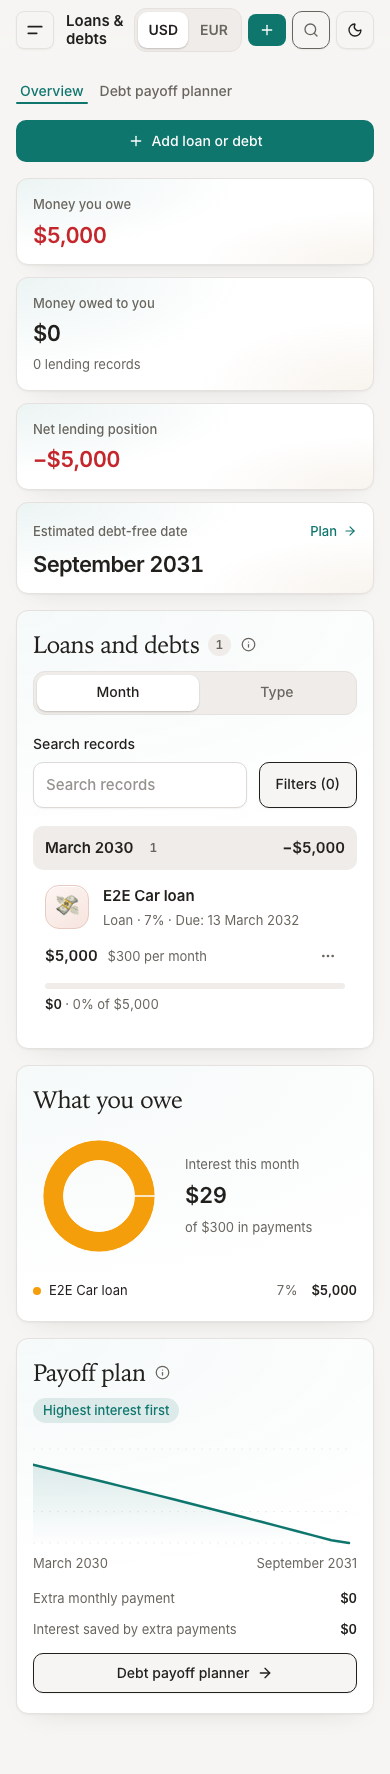 Loans &
debts
USD
EUR
Overview
Debt payoff planner
Add loan or debt
Money you owe
$5,000
Money owed to you
$0
0 lending records
Net lending position
−$5,000
Estimated debt-free date
Plan →
September 2031
Loans and debts 1
Month
Type
Search records
Search records
Filters (0)
March 2030 1 −$5,000
E2E Car loan
Loan · 7% · Due: 13 March 2032
$5,000 $300 per month
$0 · 0% of $5,000
What you owe
Interest this month
$29
of $300 in payments
E2E Car loan 7% $5,000
Payoff plan
Highest interest first
March 2030 September 2031
Extra monthly payment $0
Interest saved by extra payments $0
Debt payoff planner →